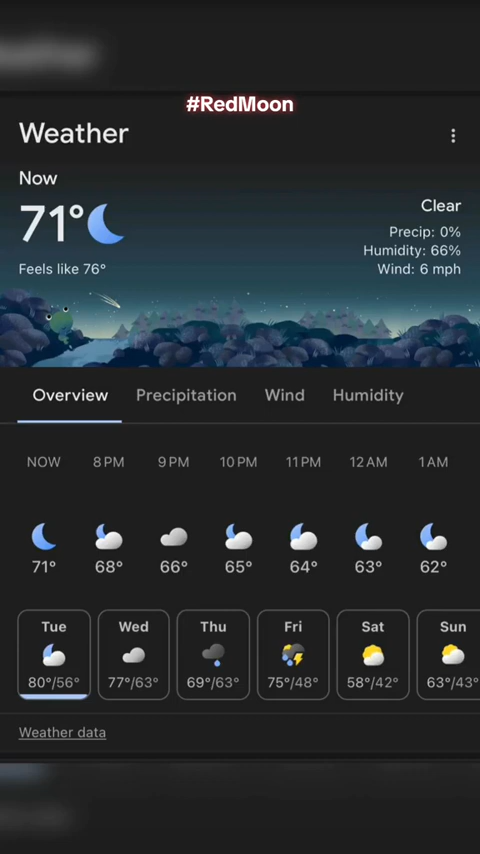 #RedMoon
Weather
Now
71°
Clear
Precip: 0%
Humidity: 66%
Wind: 6 mph
Feels like 76°
Overview Precipitation Wind Humidity
NOW 8 PM 9 PM 10 PM 11 PM 12 AM 1 AM
71° 68° 66° 65° 64° 63° 62°
Tue Wed Thu Fri Sat Sun
80°/56° 77°/63° 69°/63° 75°/48° 58°/42° 63°/43°
Weather data